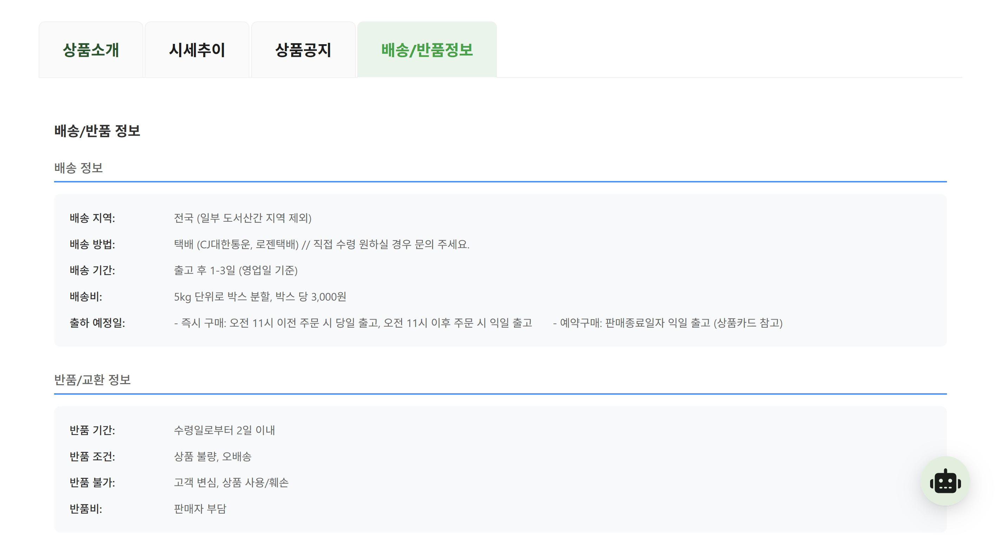 상품소개 시세추이 상품공지 배송/반품정보
배송/반품 정보
배송 정보
배송 지역: 전국 (일부 도서산간 지역 제외)
배송 방법: 택배 (CJ대한통운, 로젠택배) // 직접 수령 원하실 경우 문의 주세요.
배송 기간: 출고 후 1-3일 (영업일 기준)
배송비: 5kg 단위로 박스 분할, 박스 당 3,000원
출하 예정일: - 즉시 구매: 오전 11시 이전 주문 시 당일 출고, 오전 11시 이후 주문 시 익일 출고 - 예약구매: 판매종료일자 익일 출고 (상품카드 참고)
반품/교환 정보
반품 기간: 수령일로부터 2일 이내
반품 조건: 상품 불량, 오배송
반품 불가: 고객 변심, 상품 사용/훼손
반품비: 판매자 부담